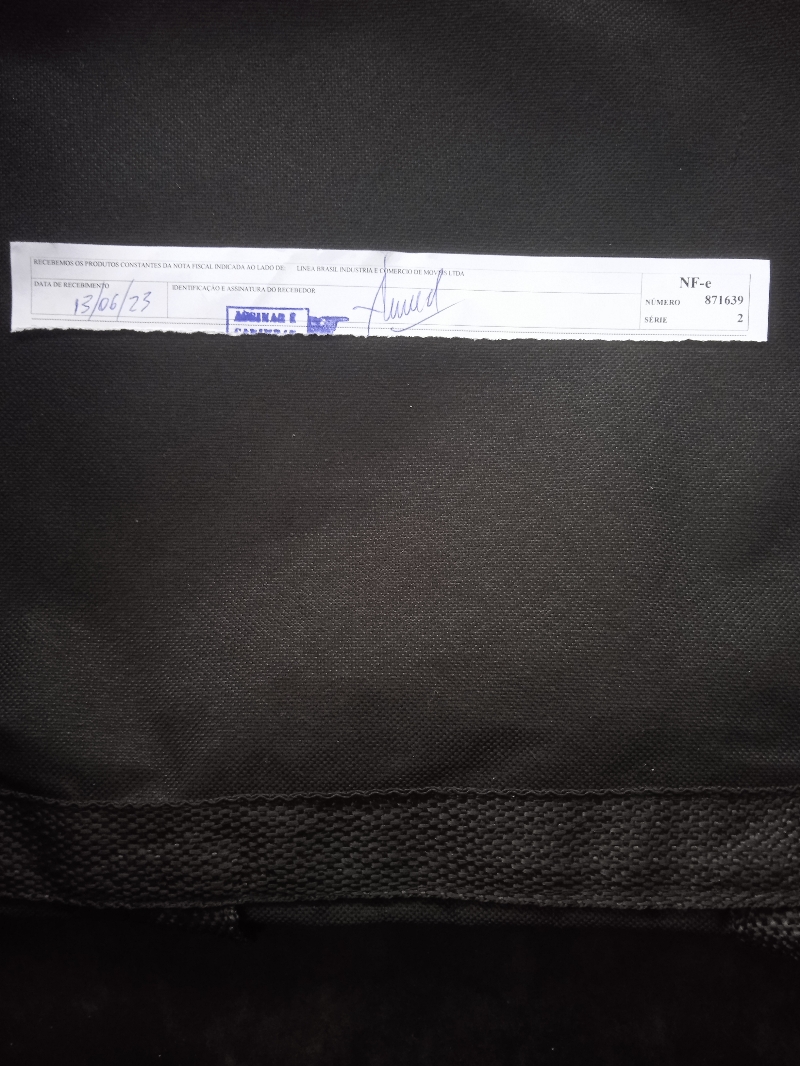 RECEBEMOS OS PRODUTOS CONSTANTES DA NOTA FISCAL INDICADA AO LADO DE: LINEA BRASIL INDUSTRIA E COMERCIO DE MOVEIS LTDA
DATA DE RECEBIMENTO
13/06/23
IDENTIFICAÇÃO E ASSINATURA DO RECEBEDOR
ASSINAR E
NF-e
NÚMERO 871639
SÉRIE 2